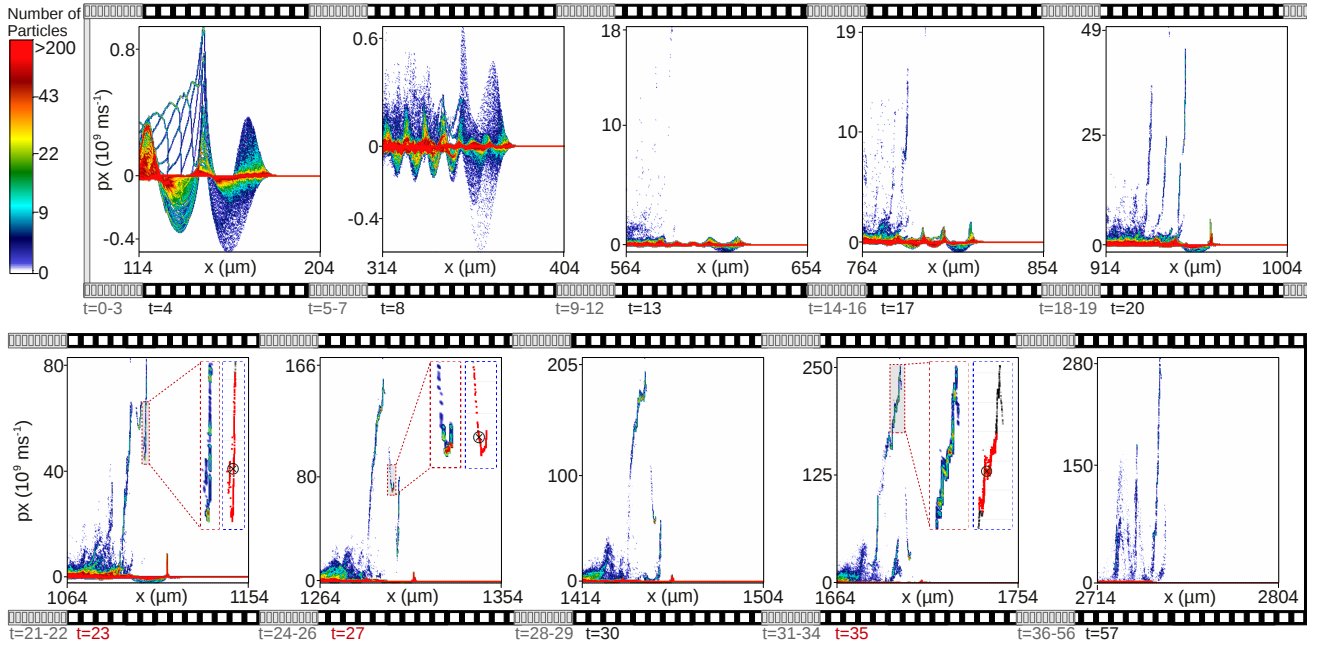 Number of
Particles
>200
43
22
9
0
px (10⁹ ms⁻¹)
0.8
0
-0.4
114 x (µm) 204
0.6
0
-0.4
314 x (µm) 404
18
10
0
564 x (µm) 654
19
10
0
764 x (µm) 854
49
25
0
914 x (µm) 1004
t=0-3 t=4 t=5-7 t=8 t=9-12 t=13 t=14-16 t=17 t=18-19 t=20
px (10⁹ ms⁻¹)
80
40
0
1064 x (µm) 1154
166
80
0
1264 x (µm) 1354
205
100
0
1414 x (µm) 1504
250
125
0
1664 x (µm) 1754
280
150
0
2714 x (µm) 2804
t=21-22 t=23 t=24-26 t=27 t=28-29 t=30 t=31-34 t=35 t=36-56 t=57